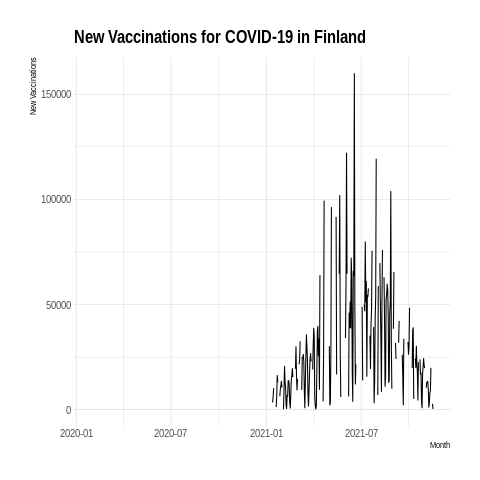 New Vaccinations for COVID-19 in Finland
New Vaccinations
150000
100000
50000
0
2020-01 2020-07 2021-01 2021-07
Month